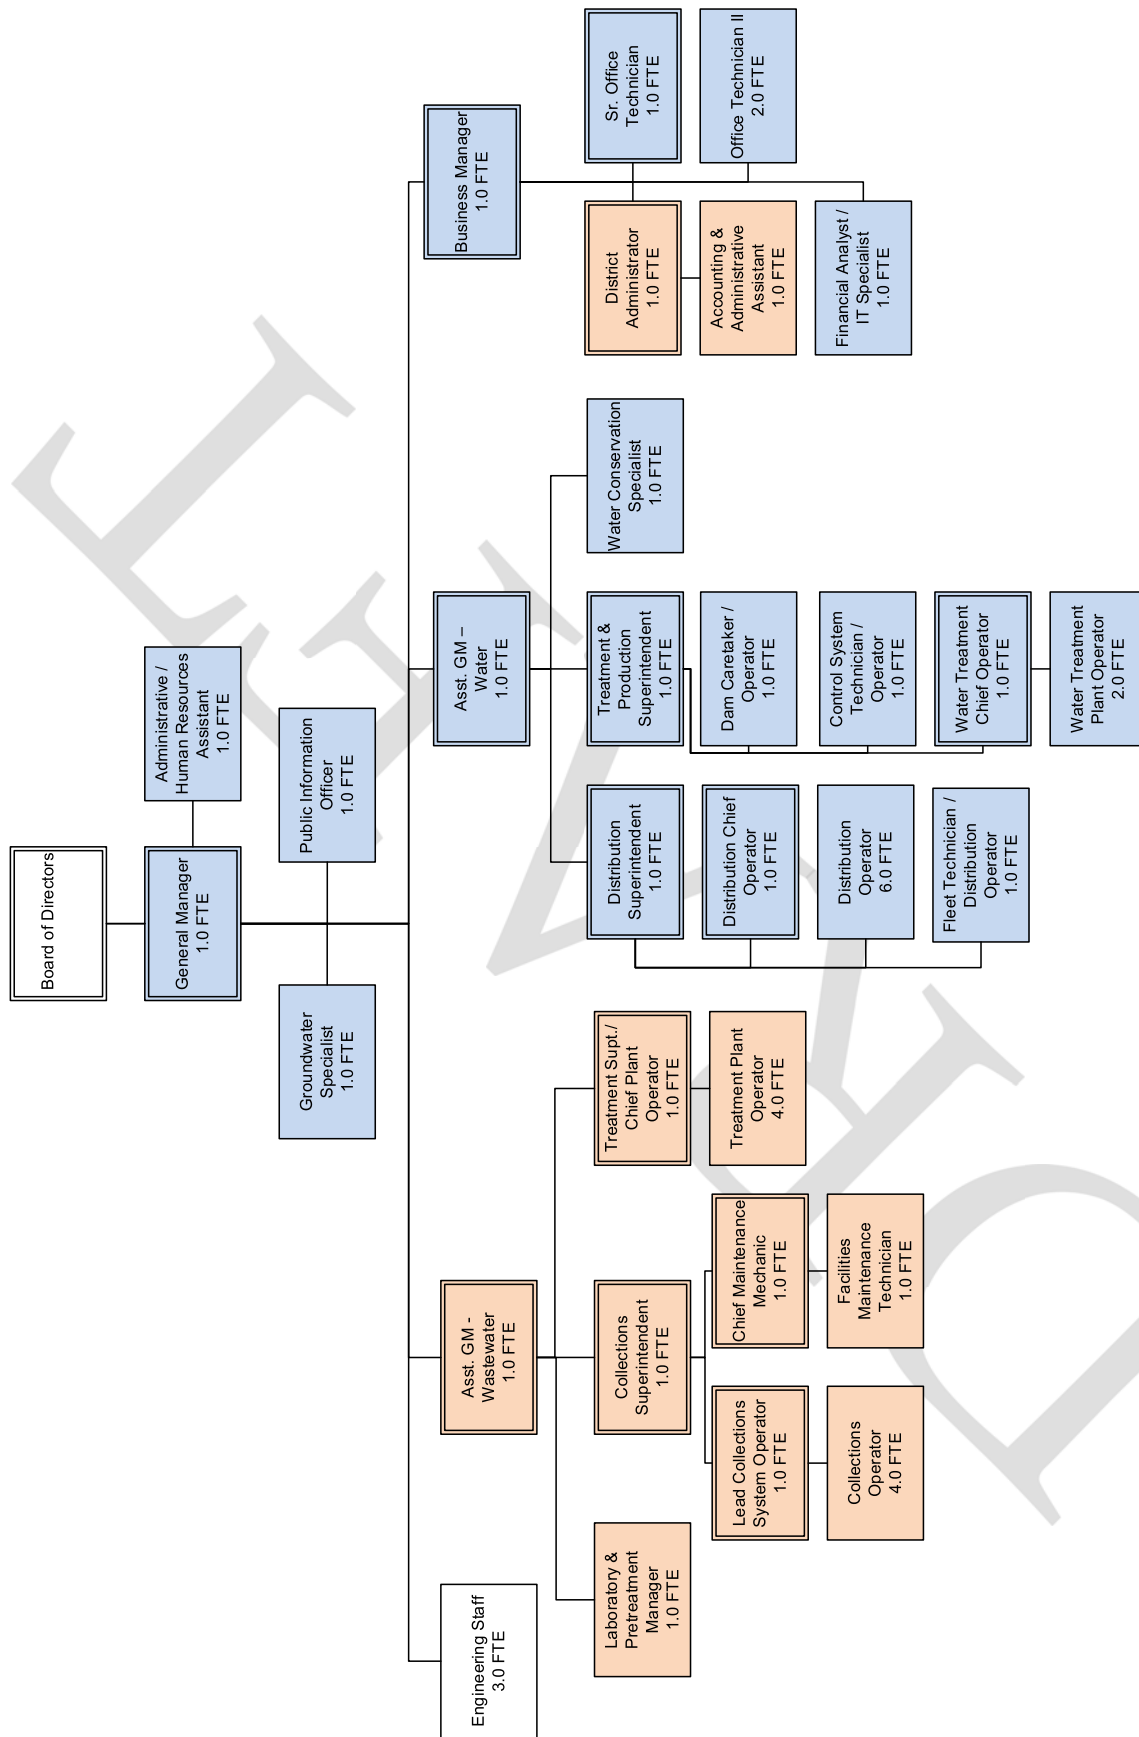 Board of Directors
General Manager
1.0 FTE
Administrative /
Human Resources
Assistant
1.0 FTE
Groundwater
Specialist
1.0 FTE
Public Information
Officer
1.0 FTE
Engineering Staff
3.0 FTE
Asst. GM -
Wastewater
1.0 FTE
Asst. GM –
Water
1.0 FTE
Business Manager
1.0 FTE
Laboratory &
Pretreatment
Manager
1.0 FTE
Collections
Superintendent
1.0 FTE
Treatment Supt./
Chief Plant
Operator
1.0 FTE
Lead Collections
System Operator
1.0 FTE
Chief Maintenance
Mechanic
1.0 FTE
Treatment Plant
Operator
4.0 FTE
Collections
Operator
4.0 FTE
Facilities
Maintenance
Technician
1.0 FTE
Distribution
Superintendent
1.0 FTE
Distribution Chief
Operator
1.0 FTE
Distribution
Operator
6.0 FTE
Fleet Technician /
Distribution
Operator
1.0 FTE
Treatment &
Production
Superintendent
1.0 FTE
Dam Caretaker /
Operator
1.0 FTE
Control System
Technician /
Operator
1.0 FTE
Water Treatment
Chief Operator
1.0 FTE
Water Treatment
Plant Operator
2.0 FTE
Water Conservation
Specialist
1.0 FTE
District
Administrator
1.0 FTE
Accounting &
Administrative
Assistant
1.0 FTE
Financial Analyst /
IT Specialist
1.0 FTE
Sr. Office
Technician
1.0 FTE
Office Technician II
2.0 FTE
DRAFT